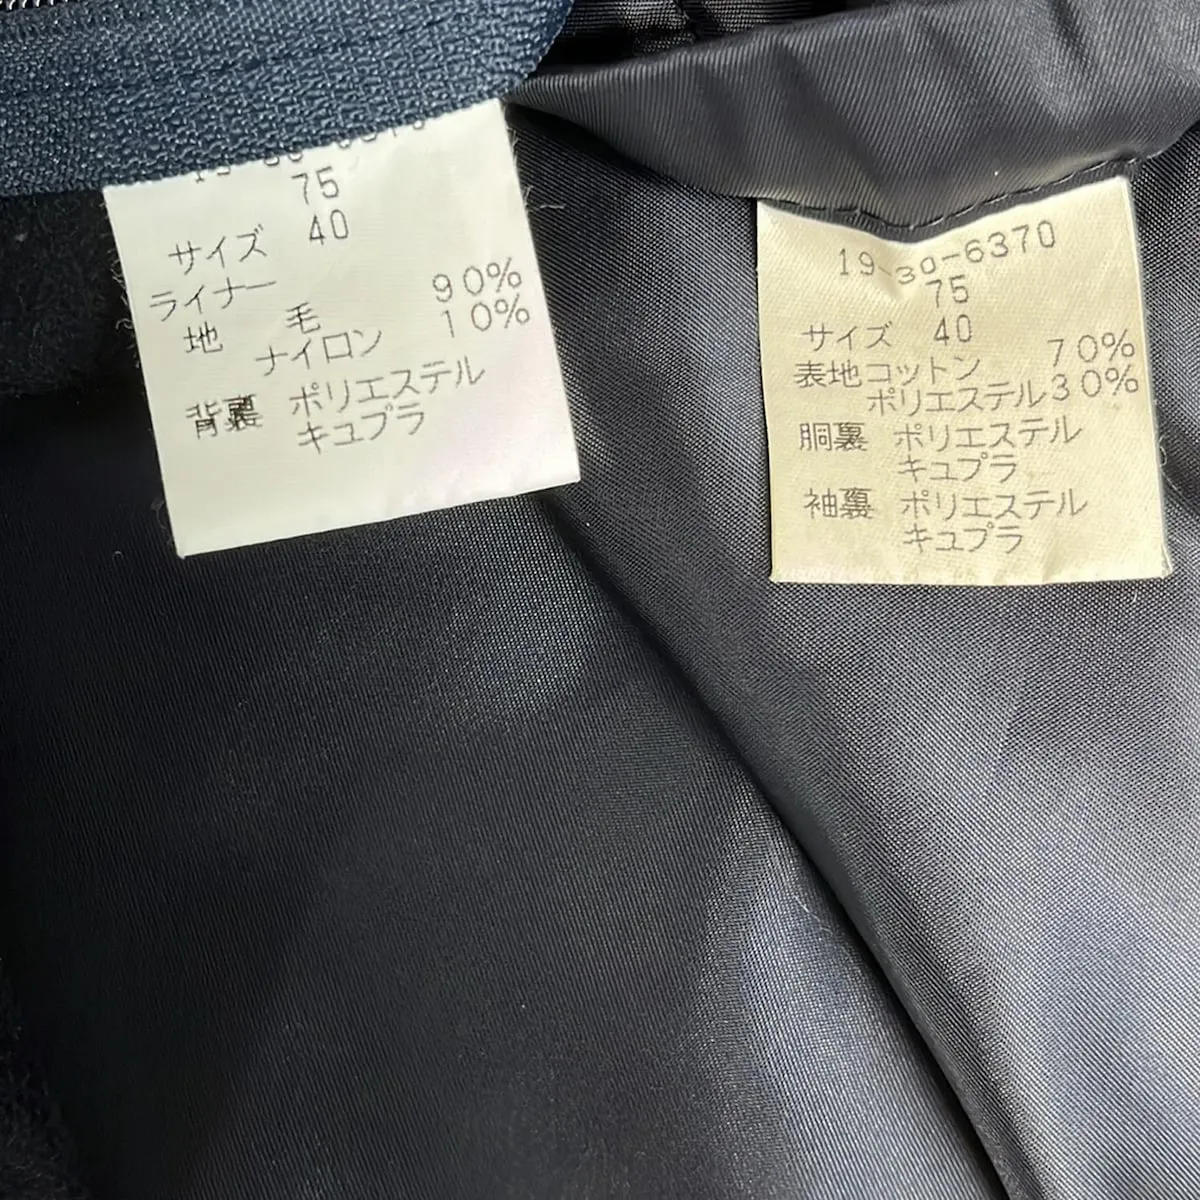 75
サイズ 40
ライナー
地 毛 90%
ナイロン 10%
背裏 ポリエステル
キュプラ
19-30-6370
75
サイズ 40
表地コットン 70%
ポリエステル30%
胴裏 ポリエステル
キュプラ
袖裏 ポリエステル
キュプラ